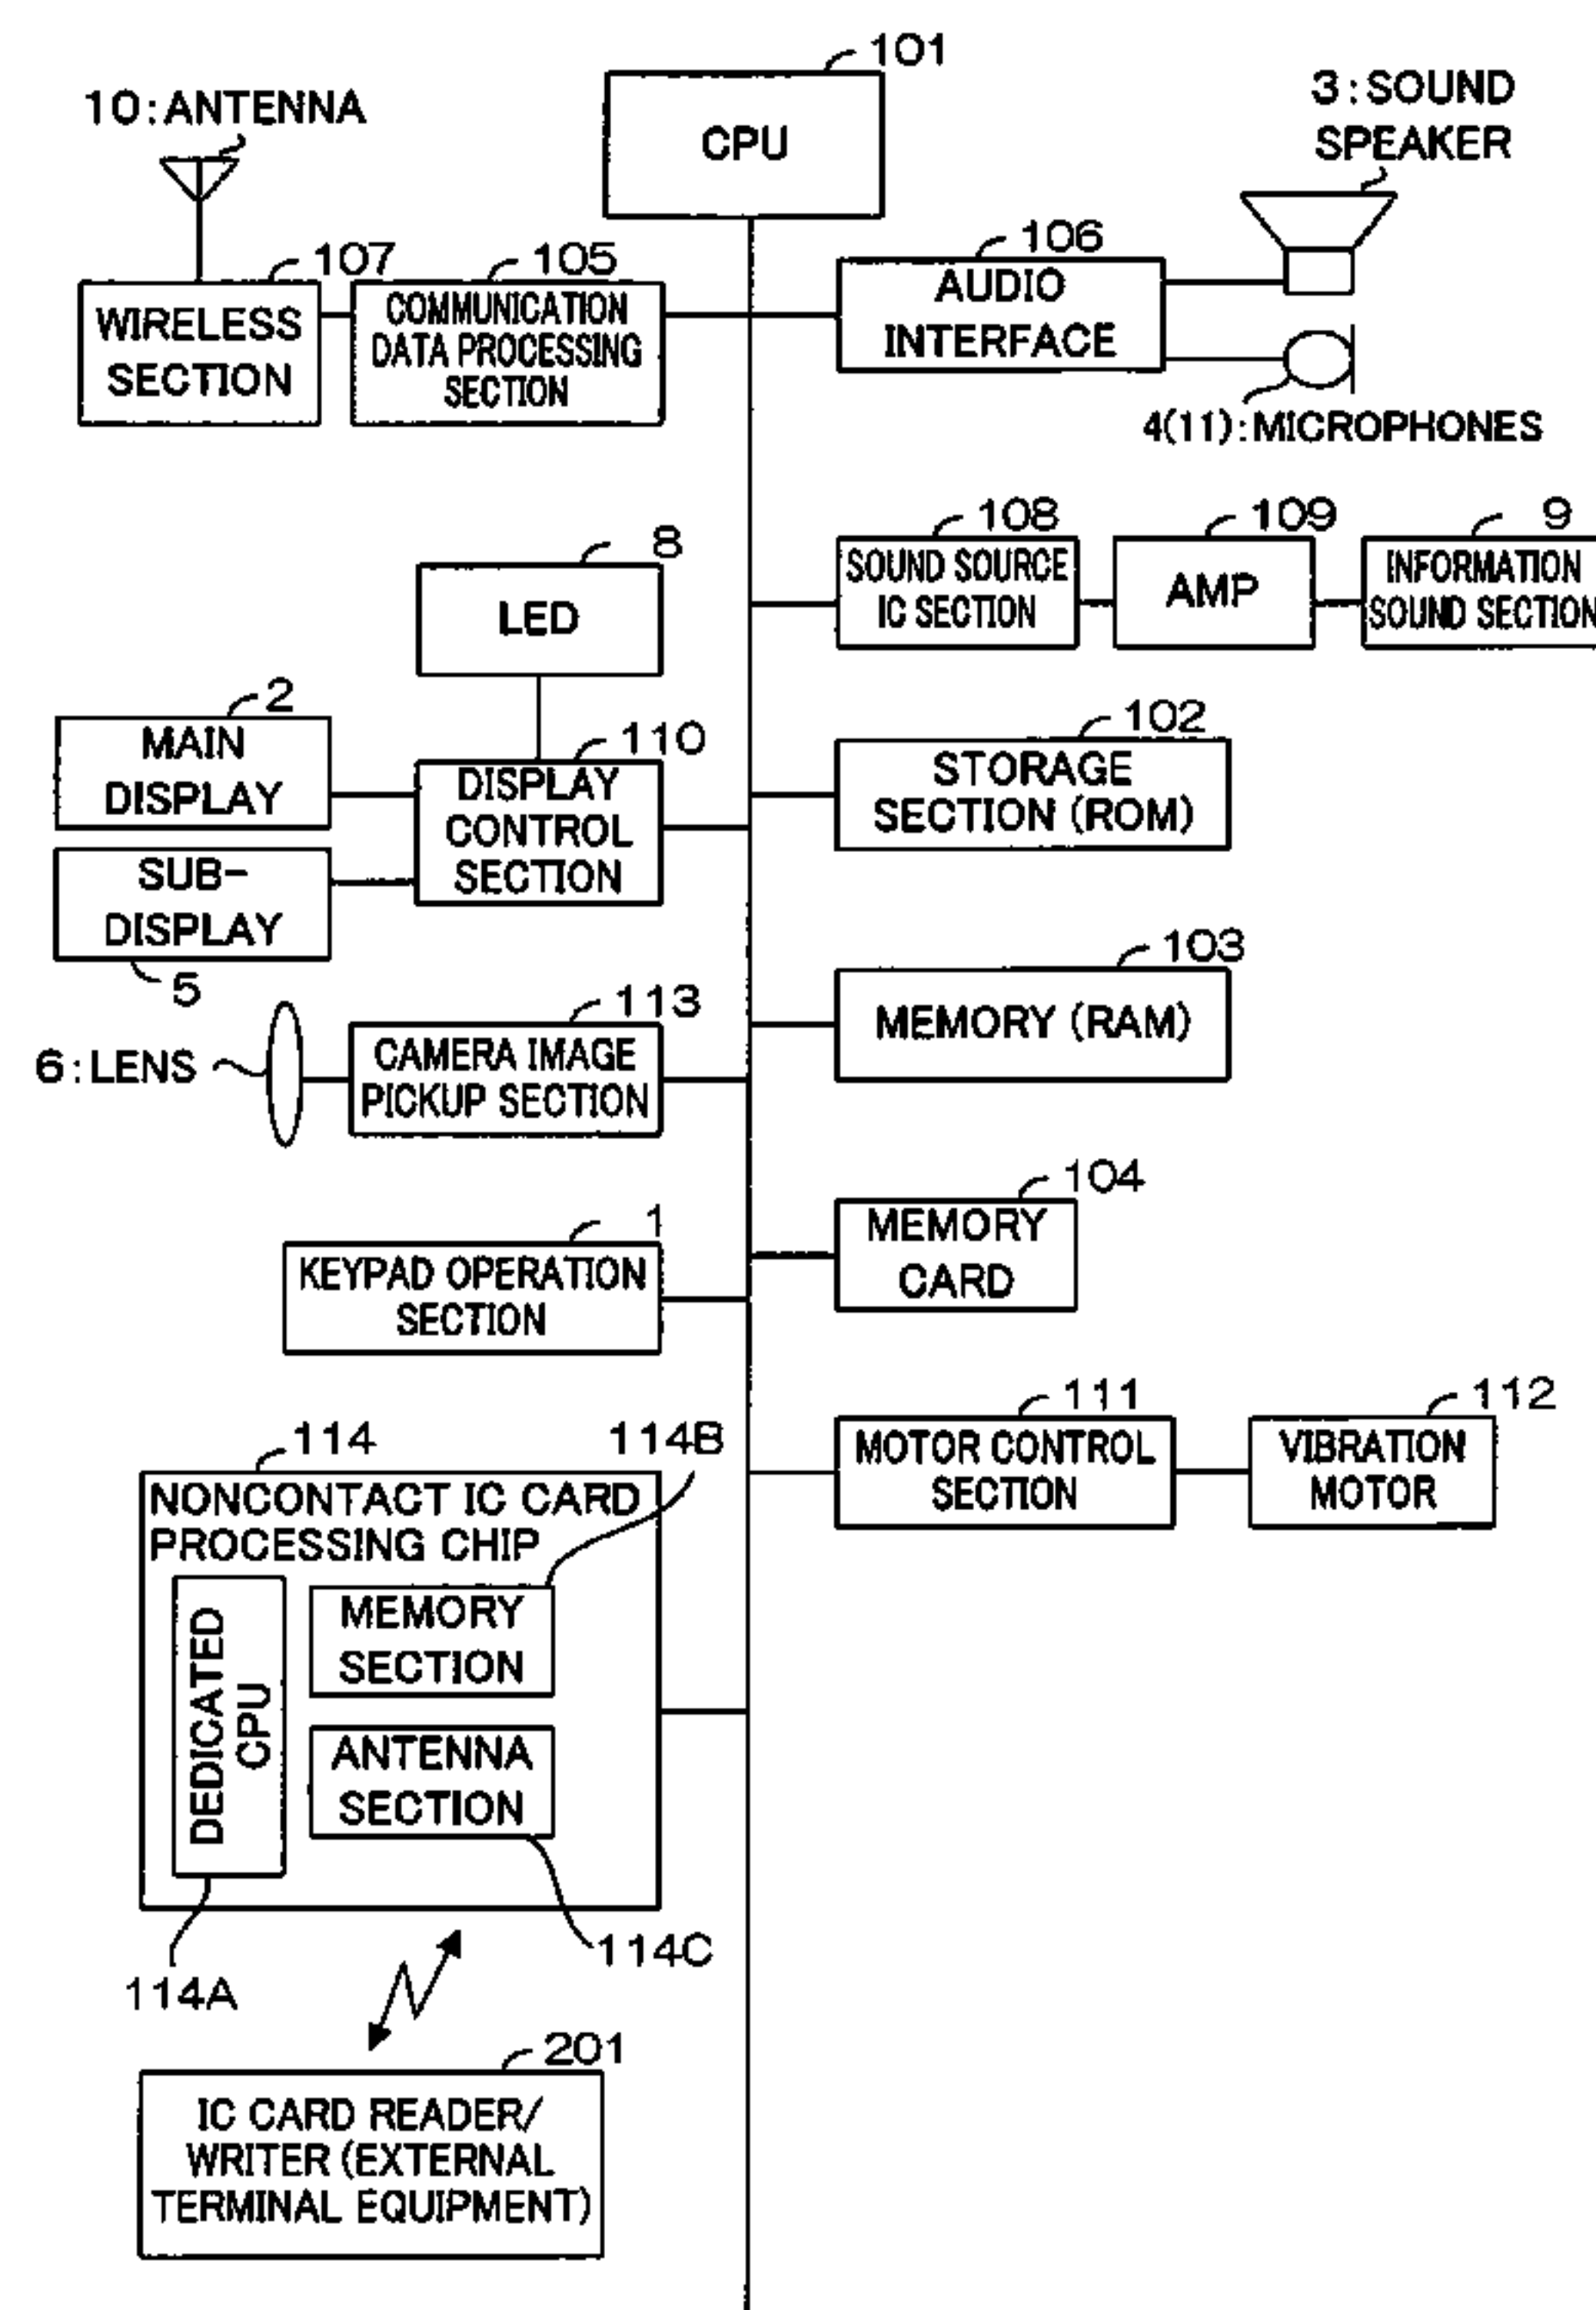 101
CPU
10:ANTENNA
3:SOUND
SPEAKER
107
WIRELESS
SECTION
105
COMMUNICATION
DATA PROCESSING
SECTION
106
AUDIO
INTERFACE
4(11):MICROPHONES
108
SOUND SOURCE
IC SECTION
109
AMP
9
INFORMATION
SOUND SECTION
8
LED
2
MAIN
DISPLAY
110
DISPLAY
CONTROL
SECTION
102
STORAGE
SECTION (ROM)
SUB-
DISPLAY
5
103
MEMORY (RAM)
113
6:LENS
CAMERA IMAGE
PICKUP SECTION
104
MEMORY
CARD
1
KEYPAD OPERATION
SECTION
111
MOTOR CONTROL
SECTION
112
VIBRATION
MOTOR
114
114B
NONCONTACT IC CARD
PROCESSING CHIP
DEDICATED
CPU
MEMORY
SECTION
ANTENNA
SECTION
114C
114A
201
IC CARD READER/
WRITER (EXTERNAL
TERMINAL EQUIPMENT)